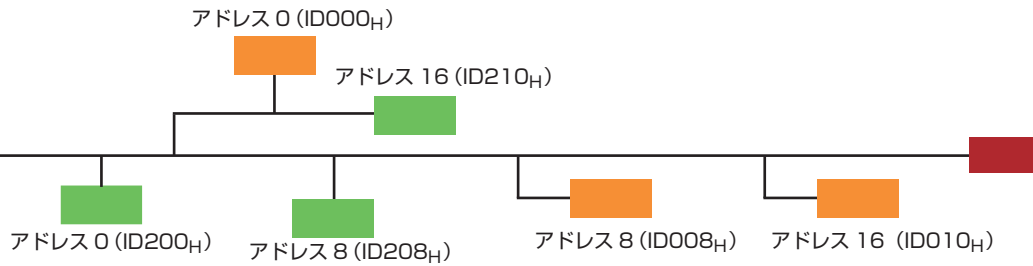 アドレス 0（ID000H）
アドレス 16（ID210H）
アドレス 0（ID200H）
アドレス 8（ID208H）
アドレス 8（ID008H）
アドレス 16（ID010H）